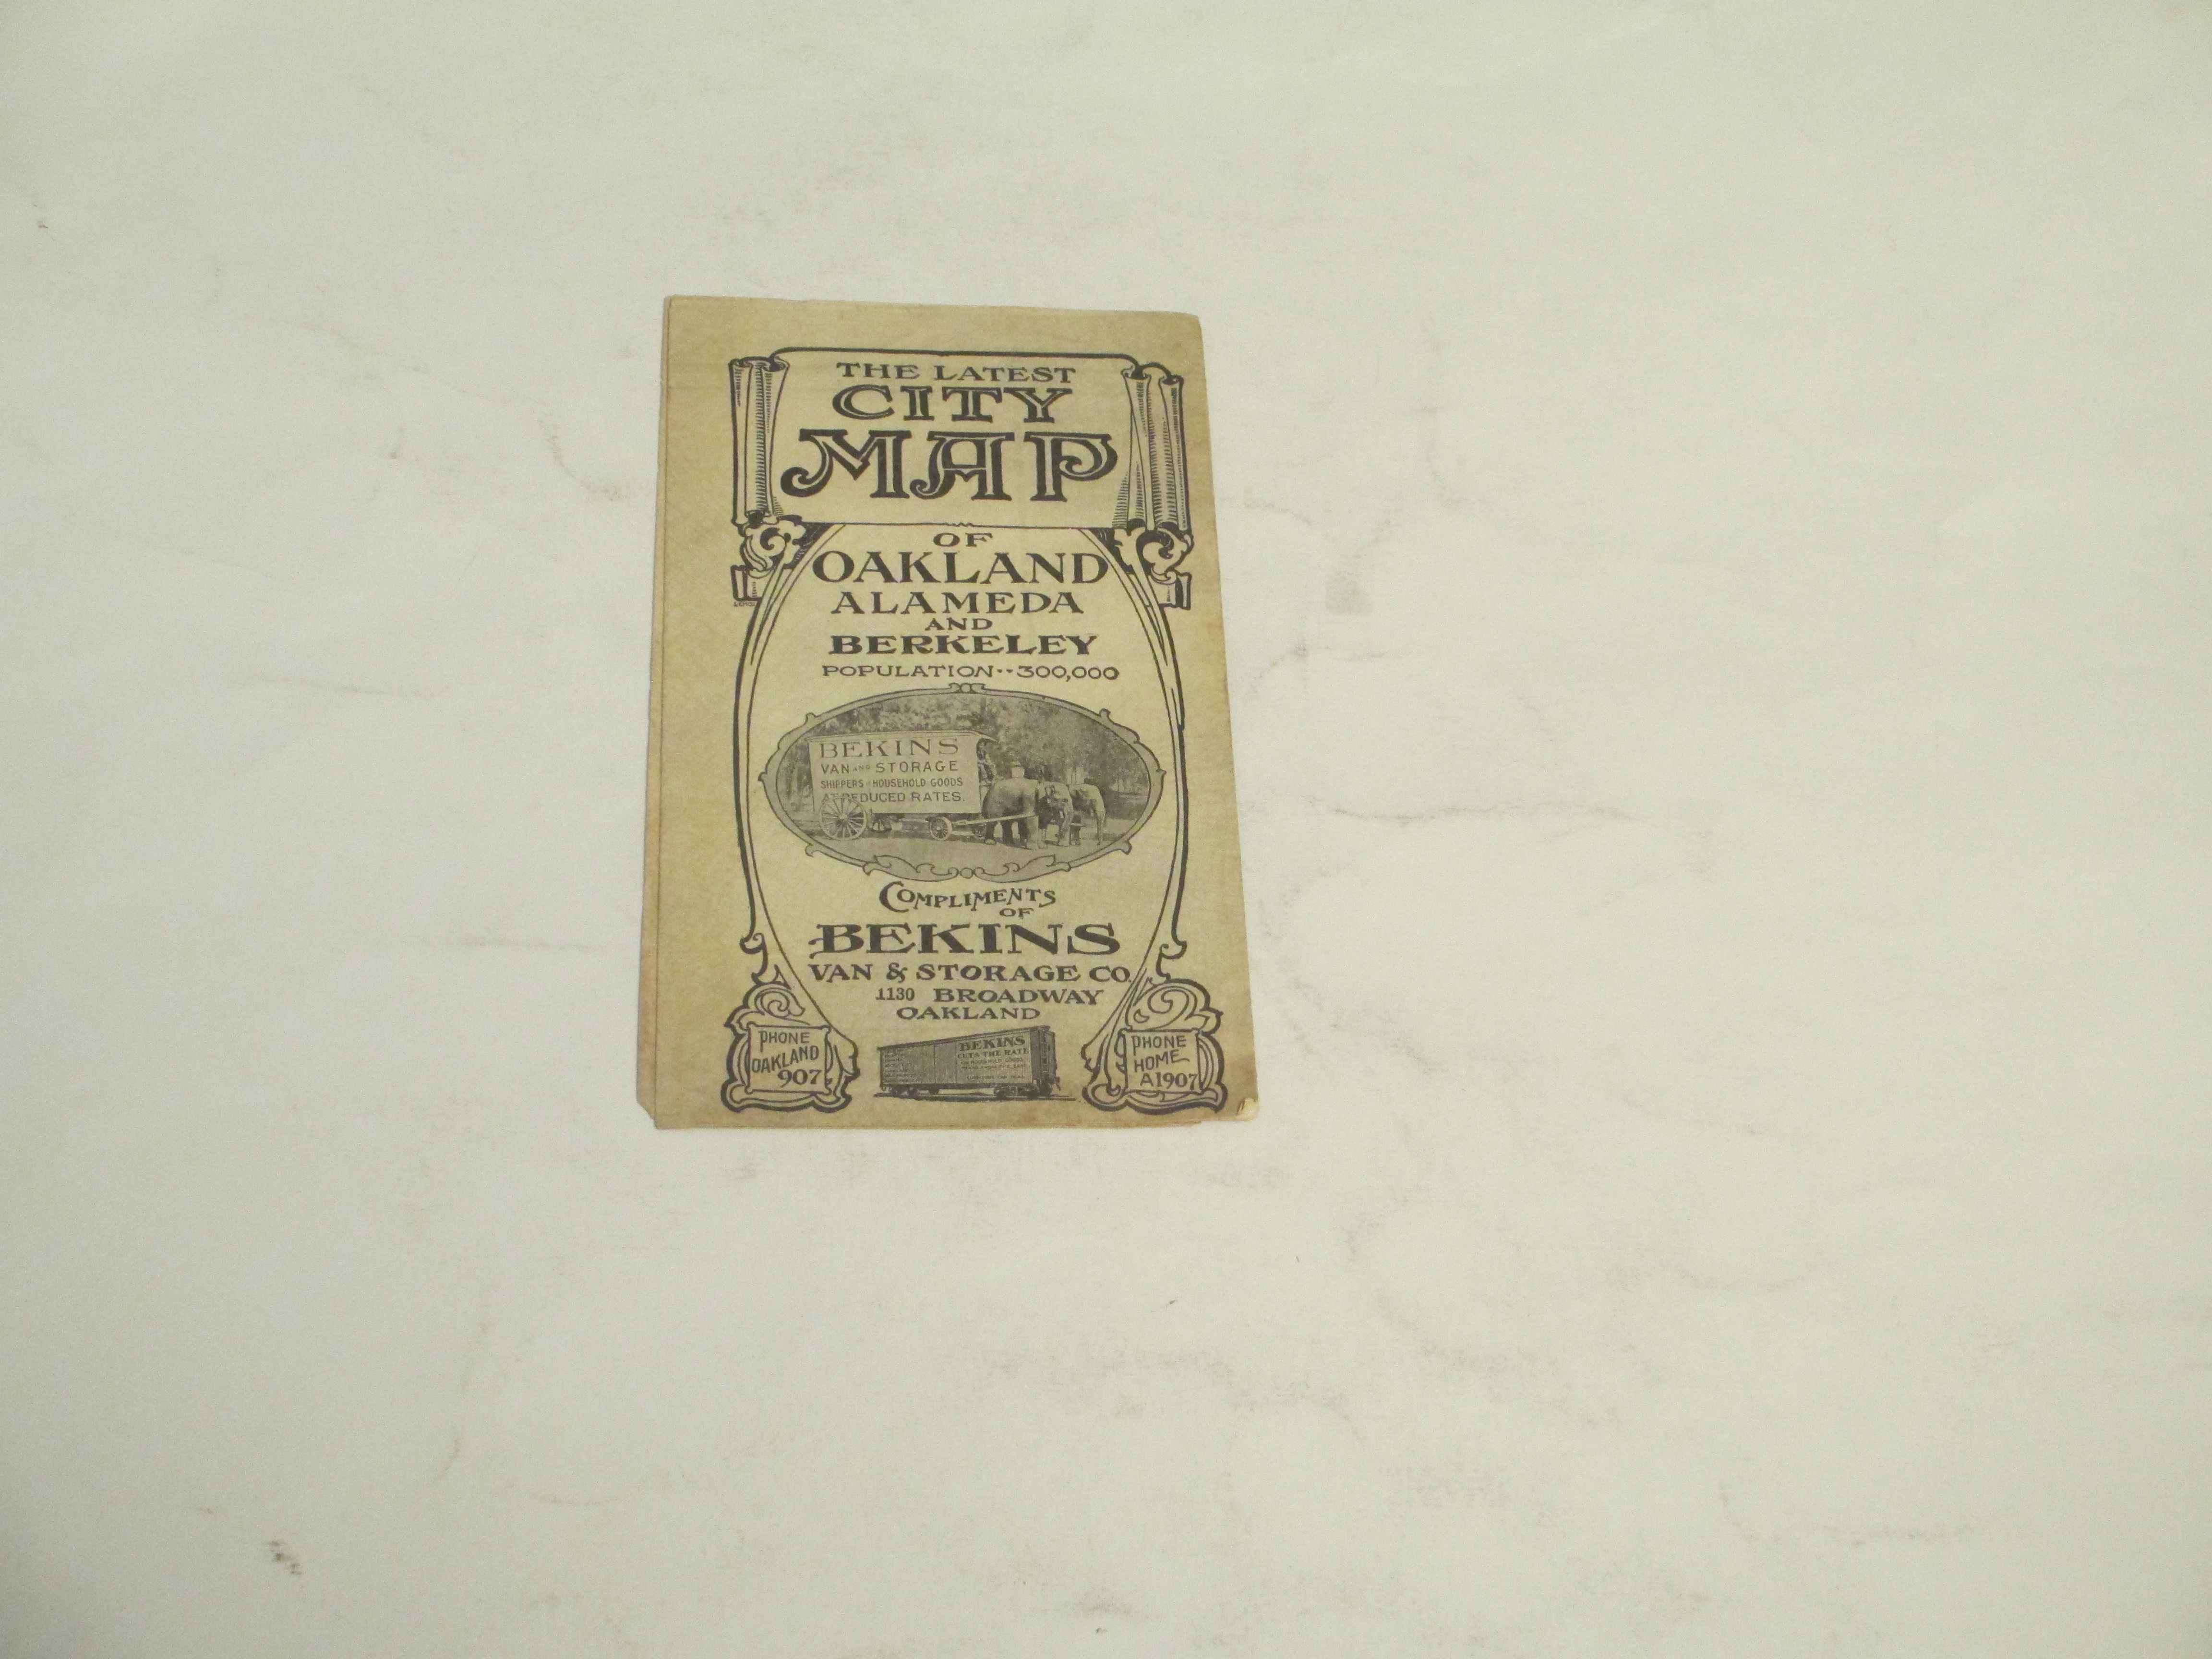 THE LATEST
CITY
MAP
OF
OAKLAND
ALAMEDA
AND
BERKELEY
POPULATION--300,000
BEKINS
VAN AND STORAGE
SHIPPERS OF HOUSEHOLD GOODS
AT REDUCED RATES.
COMPLIMENTS
OF
BEKINS
VAN & STORAGE CO.
1130 BROADWAY
OAKLAND
PHONE
OAKLAND
907
BEKINS
CUTS THE RATE
PHONE
HOME
A1907